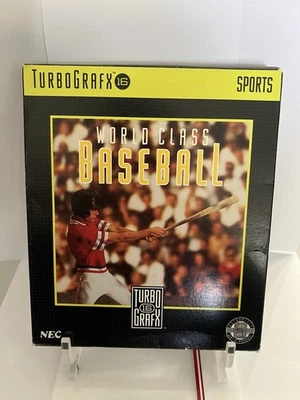 TURBOGRAFX 16
SPORTS
WORLD CLASS
BASEBALL
TURBO
16
GRAFX
NEC